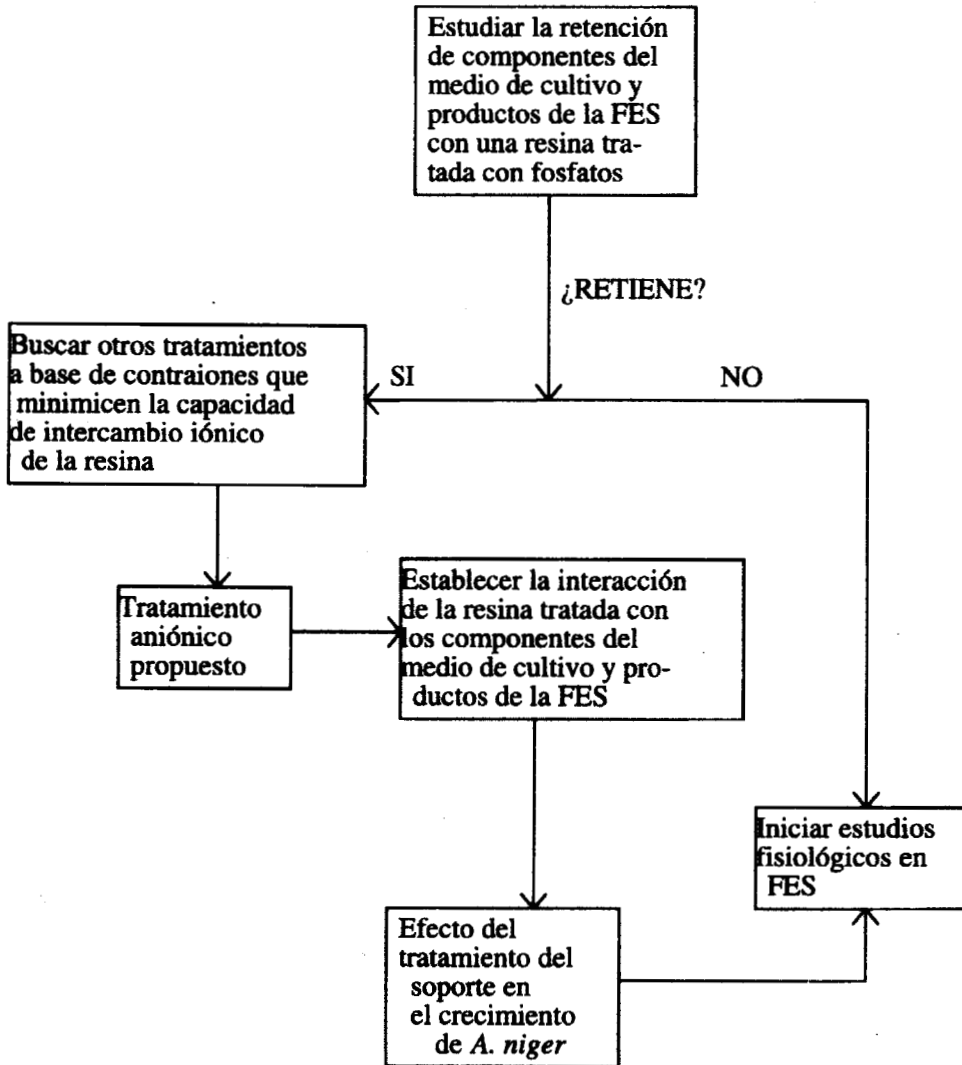 Estudiar la retención
de componentes del
medio de cultivo y
productos de la FES
con una resina tra-
tada con fosfatos
¿RETIENE?
Buscar otros tratamientos
a base de contraiones que
minimicen la capacidad
de intercambio iónico
de la resina
SI
NO
Tratamiento
aniónico
propuesto
Establecer la interacción
de la resina tratada con
los componentes del
medio de cultivo y pro-
ductos de la FES
Iniciar estudios
fisiológicos en
FES
Efecto del
tratamiento del
soporte en
el crecimiento
de A. niger